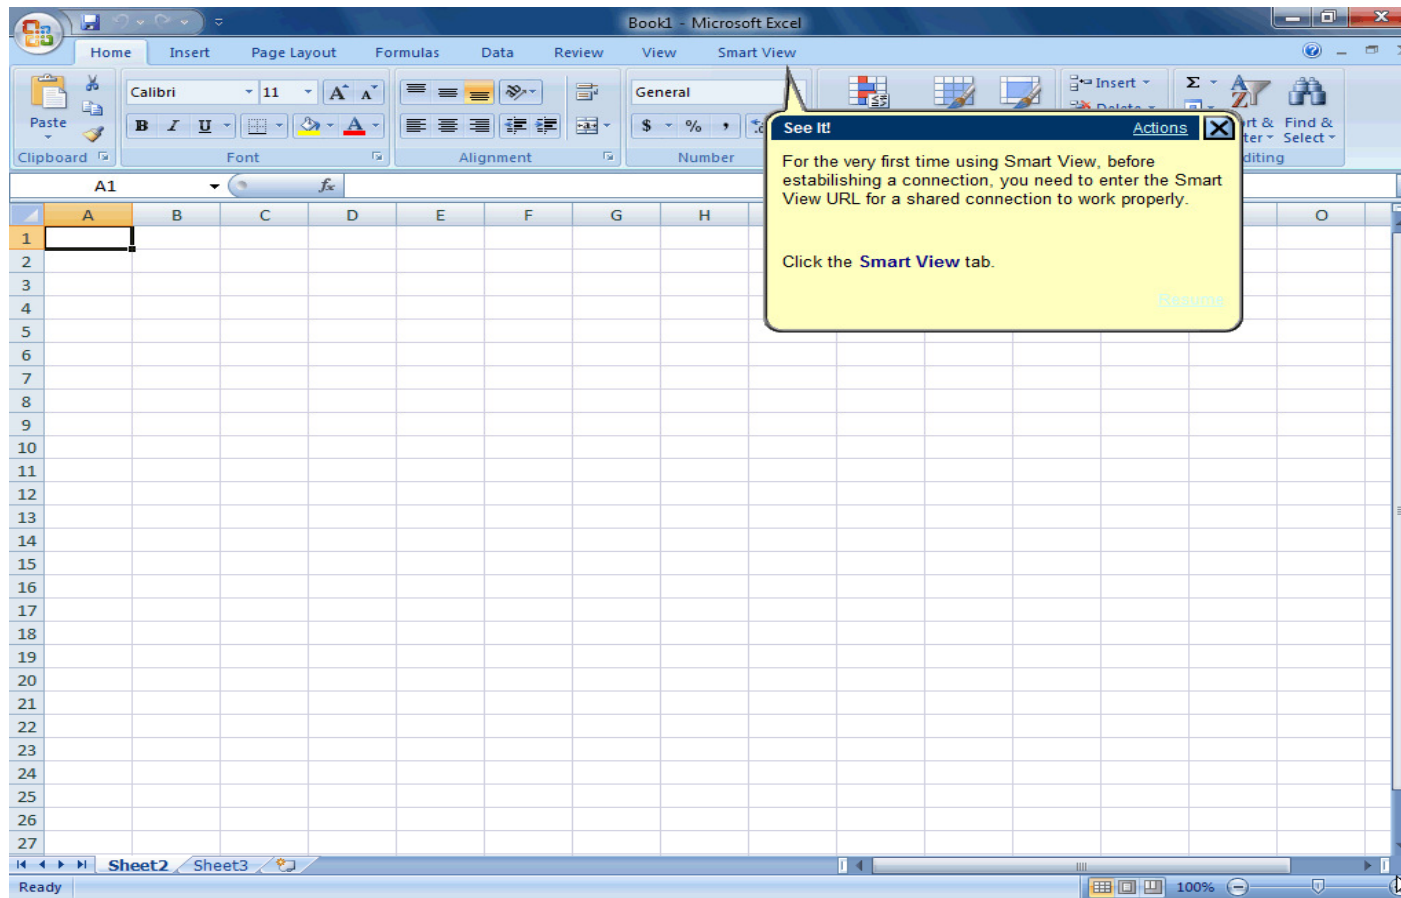 Book1 - Microsoft Excel
Home Insert Page Layout Formulas Data Review View Smart View
Calibri 11 A A General Insert Σ
Paste B I U A $ % , Find &
Select
Clipboard Font Alignment Number
A1 fx
See It! Actions X
For the very first time using Smart View, before
estabilishing a connection, you need to enter the Smart
View URL for a shared connection to work properly.
Click the Smart View tab.
Resume
A B C D E F G H O
1
2
3
4
5
6
7
8
9
10
11
12
13
14
15
16
17
18
19
20
21
22
23
24
25
26
27
Sheet2 Sheet3
Ready 100%